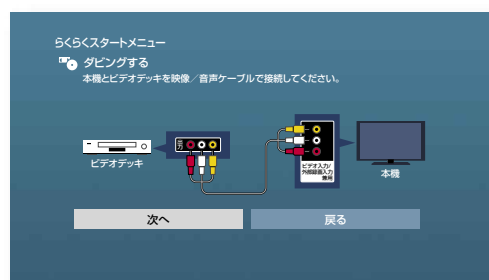 らくらくスタートメニュー
ダビングする
本機とビデオデッキを映像／音声ケーブルで接続してください。
出力
ビデオデッキ
ビデオ入力/
外部録画入力
兼用
本機
次へ
戻る